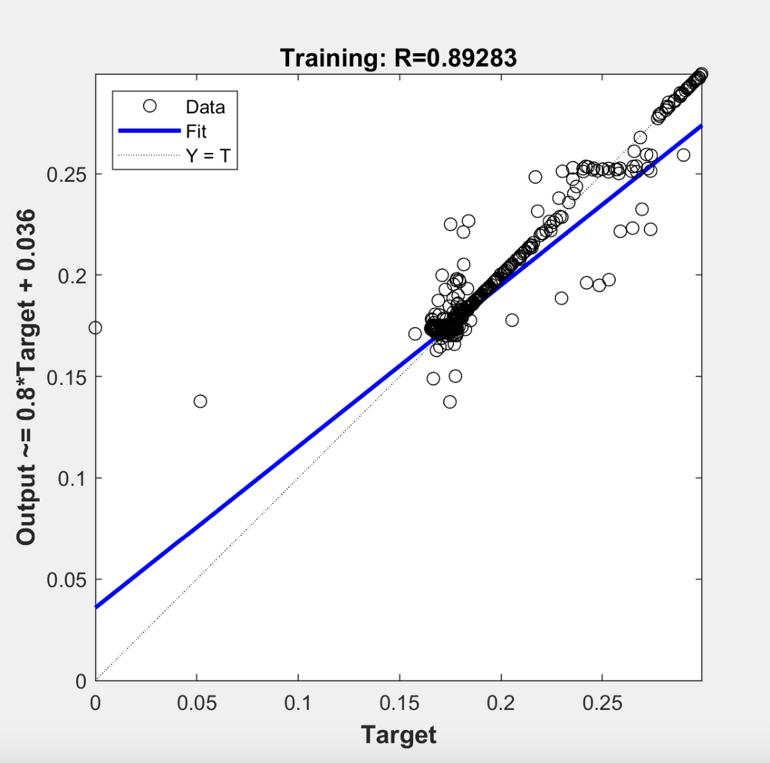 Training: R=0.89283
Data
Fit
Y = T
Output ~= 0.8*Target + 0.036
0.25
0.2
0.15
0.1
0.05
0
0 0.05 0.1 0.15 0.2 0.25
Target